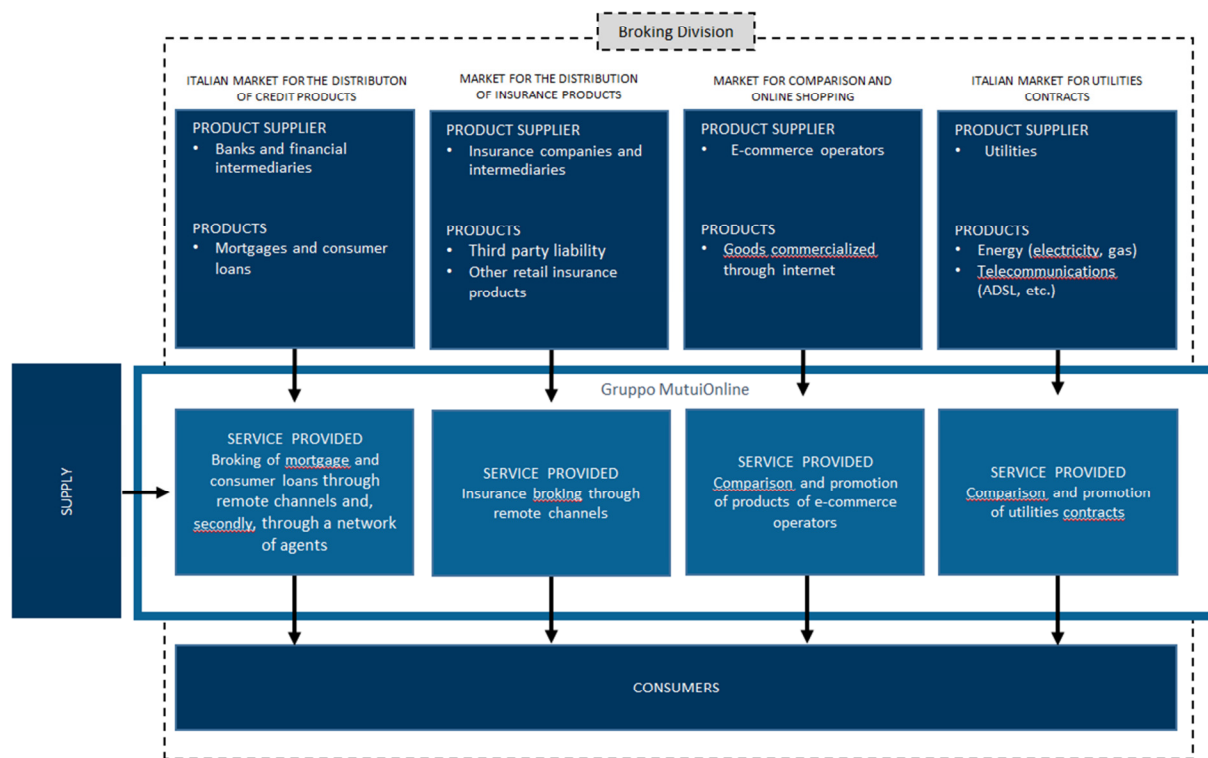 Broking Division
ITALIAN MARKET FOR THE DISTRIBUTON
OF CREDIT PRODUCTS
PRODUCT SUPPLIER
• Banks and financial
intermediaries
PRODUCTS
• Mortgages and consumer
loans
MARKET FOR THE DISTRIBUTION
OF INSURANCE PRODUCTS
PRODUCT SUPPLIER
• Insurance companies and
intermediaries
PRODUCTS
• Third party liability
• Other retail insurance
products
MARKET FOR COMPARISON AND
ONLINE SHOPPING
PRODUCT SUPPLIER
• E-commerce operators
PRODUCTS
• Goods commercialized
through internet
ITALIAN MARKET FOR UTILITIES
CONTRACTS
PRODUCT SUPPLIER
• Utilities
PRODUCTS
• Energy (electricity, gas)
• Telecommunications
(ADSL, etc.)
SUPPLY
Gruppo MutuiOnline
SERVICE PROVIDED
Broking of mortgage and
consumer loans through
remote channels and,
secondly, through a network
of agents
SERVICE PROVIDED
Insurance broking through
remote channels
SERVICE PROVIDED
Comparison and promotion
of products of e-commerce
operators
SERVICE PROVIDED
Comparison and promotion
of utilities contracts
CONSUMERS